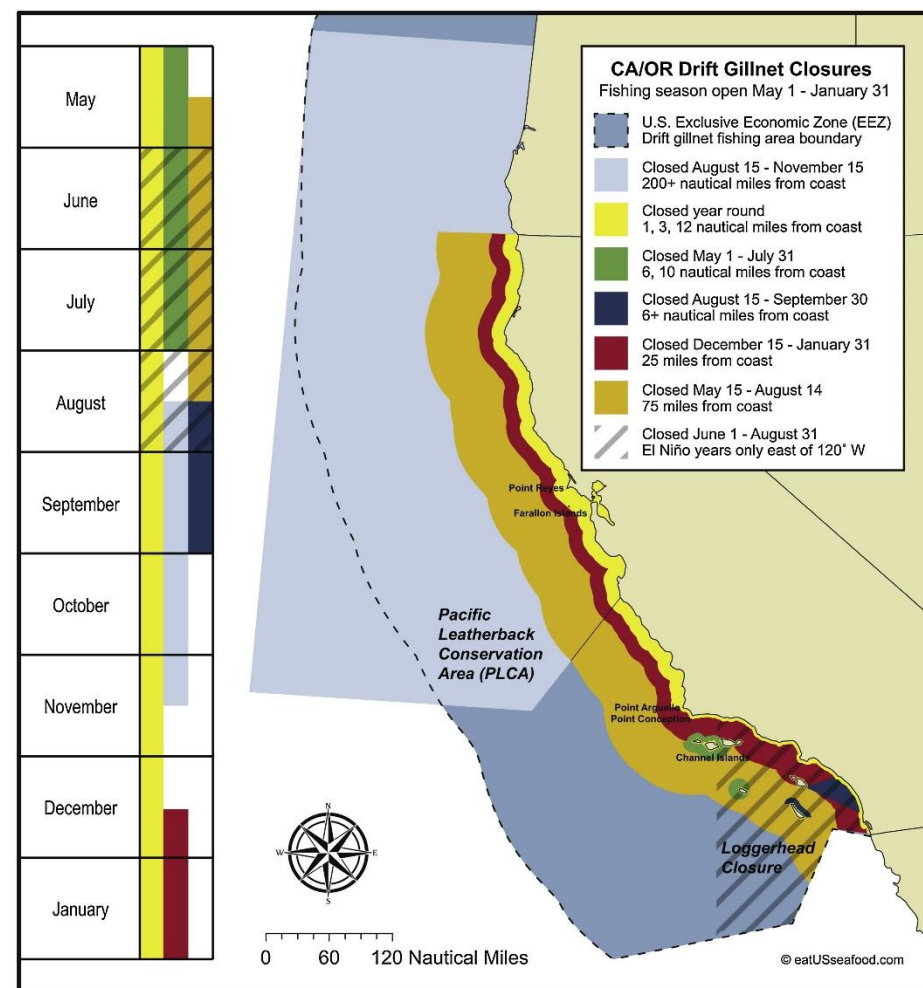 May
June
July
August
September
October
November
December
January
CA/OR Drift Gillnet Closures
Fishing season open May 1 - January 31
U.S. Exclusive Economic Zone (EEZ)
Drift gillnet fishing area boundary
Closed August 15 - November 15
200+ nautical miles from coast
Closed year round
1, 3, 12 nautical miles from coast
Closed May 1 - July 31
6, 10 nautical miles from coast
Closed August 15 - September 30
6+ nautical miles from coast
Closed December 15 - January 31
25 miles from coast
Closed May 15 - August 14
75 miles from coast
Closed June 1 - August 31
El Niño years only east of 120° W
Point Reyes
Farallon Islands
Pacific
Leatherback
Conservation
Area (PLCA)
Point Arguello
Point Conception
Channel Islands
Loggerhead
Closure
N
W E
S
0 60 120 Nautical Miles
© eatUSseafood.com